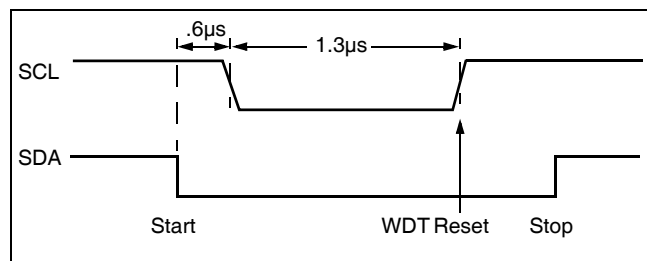 .6µs
1.3µs
SCL
SDA
Start
WDT Reset
Stop